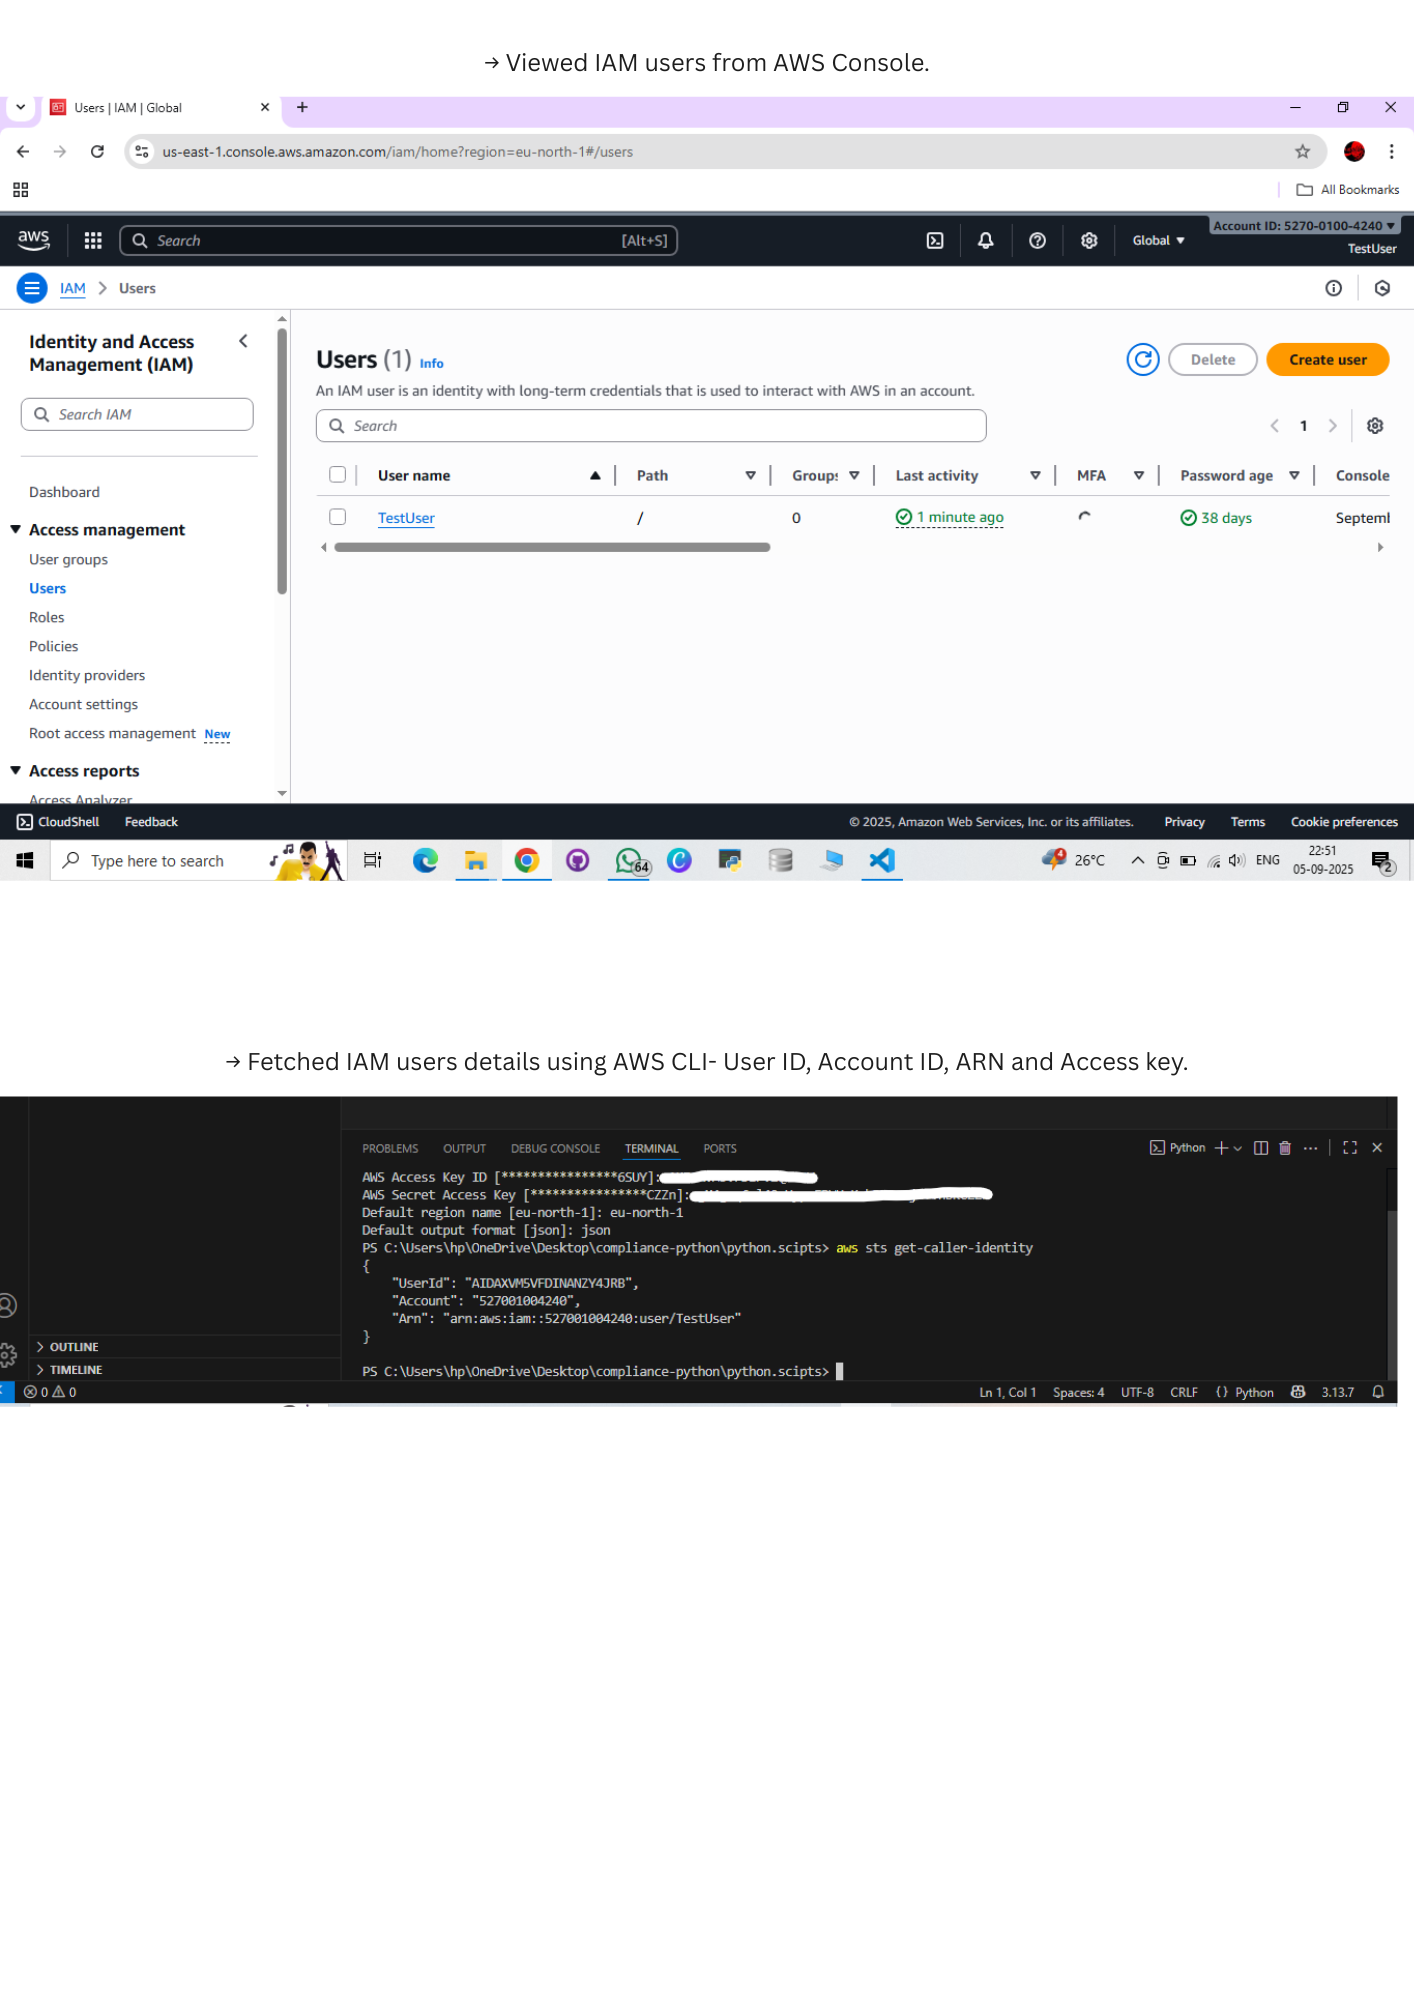 → Viewed IAM users from AWS Console.
Users | IAM | Global
us-east-1.console.aws.amazon.com/iam/home?region=eu-north-1#/users
All Bookmarks
aws
Search [Alt+S]
Global
Account ID: 5270-0100-4240
TestUser
IAM > Users
Identity and Access Management (IAM)
Search IAM
Dashboard
Access management
User groups
Users
Roles
Policies
Identity providers
Account settings
Root access management New
Access reports
Access Analyzer
Users (1) Info
Delete
Create user
An IAM user is an identity with long-term credentials that is used to interact with AWS in an account.
Search
1
User name Path Groups Last activity MFA Password age Console
TestUser / 0 1 minute ago 38 days Septeml
CloudShell Feedback © 2025, Amazon Web Services, Inc. or its affiliates. Privacy Terms Cookie preferences
Type here to search
64
4
26°C
ENG
22:51
05-09-2025
2
→ Fetched IAM users details using AWS CLI- User ID, Account ID, ARN and Access key.
PROBLEMS OUTPUT DEBUG CONSOLE TERMINAL PORTS
Python
AWS Access Key ID [****************6SUY]:
AWS Secret Access Key [****************CZZn]:
Default region name [eu-north-1]: eu-north-1
Default output format [json]: json
PS C:\Users\hp\OneDrive\Desktop\compliance-python\python.scipts> aws sts get-caller-identity
{
"UserId": "AIDAXVM5VFDINANZY4JRB",
"Account": "527001004240",
"Arn": "arn:aws:iam::527001004240:user/TestUser"
}
PS C:\Users\hp\OneDrive\Desktop\compliance-python\python.scipts>
OUTLINE
TIMELINE
0 0
Ln 1, Col 1 Spaces: 4 UTF-8 CRLF {} Python 3.13.7